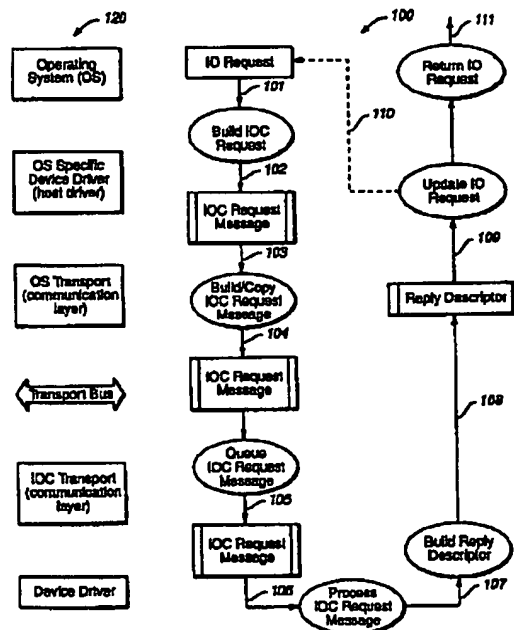 120
Operating
System (OS)
OS Specific
Device Driver
(host driver)
OS Transport
(communication
layer)
Transport Bus
IOC Transport
(communication
layer)
Device Driver
100
IO Request
101
Build IOC
Request
102
IOC Request
Message
103
Build/Copy
IOC Request
Message
104
IOC Request
Message
Queue
IOC Request
Message
105
IOC Request
Message
106
Process
IOC Request
Message
107
Build Reply
Descriptor
108
Reply Descriptor
109
Update IO
Request
110
Return IO
Request
111